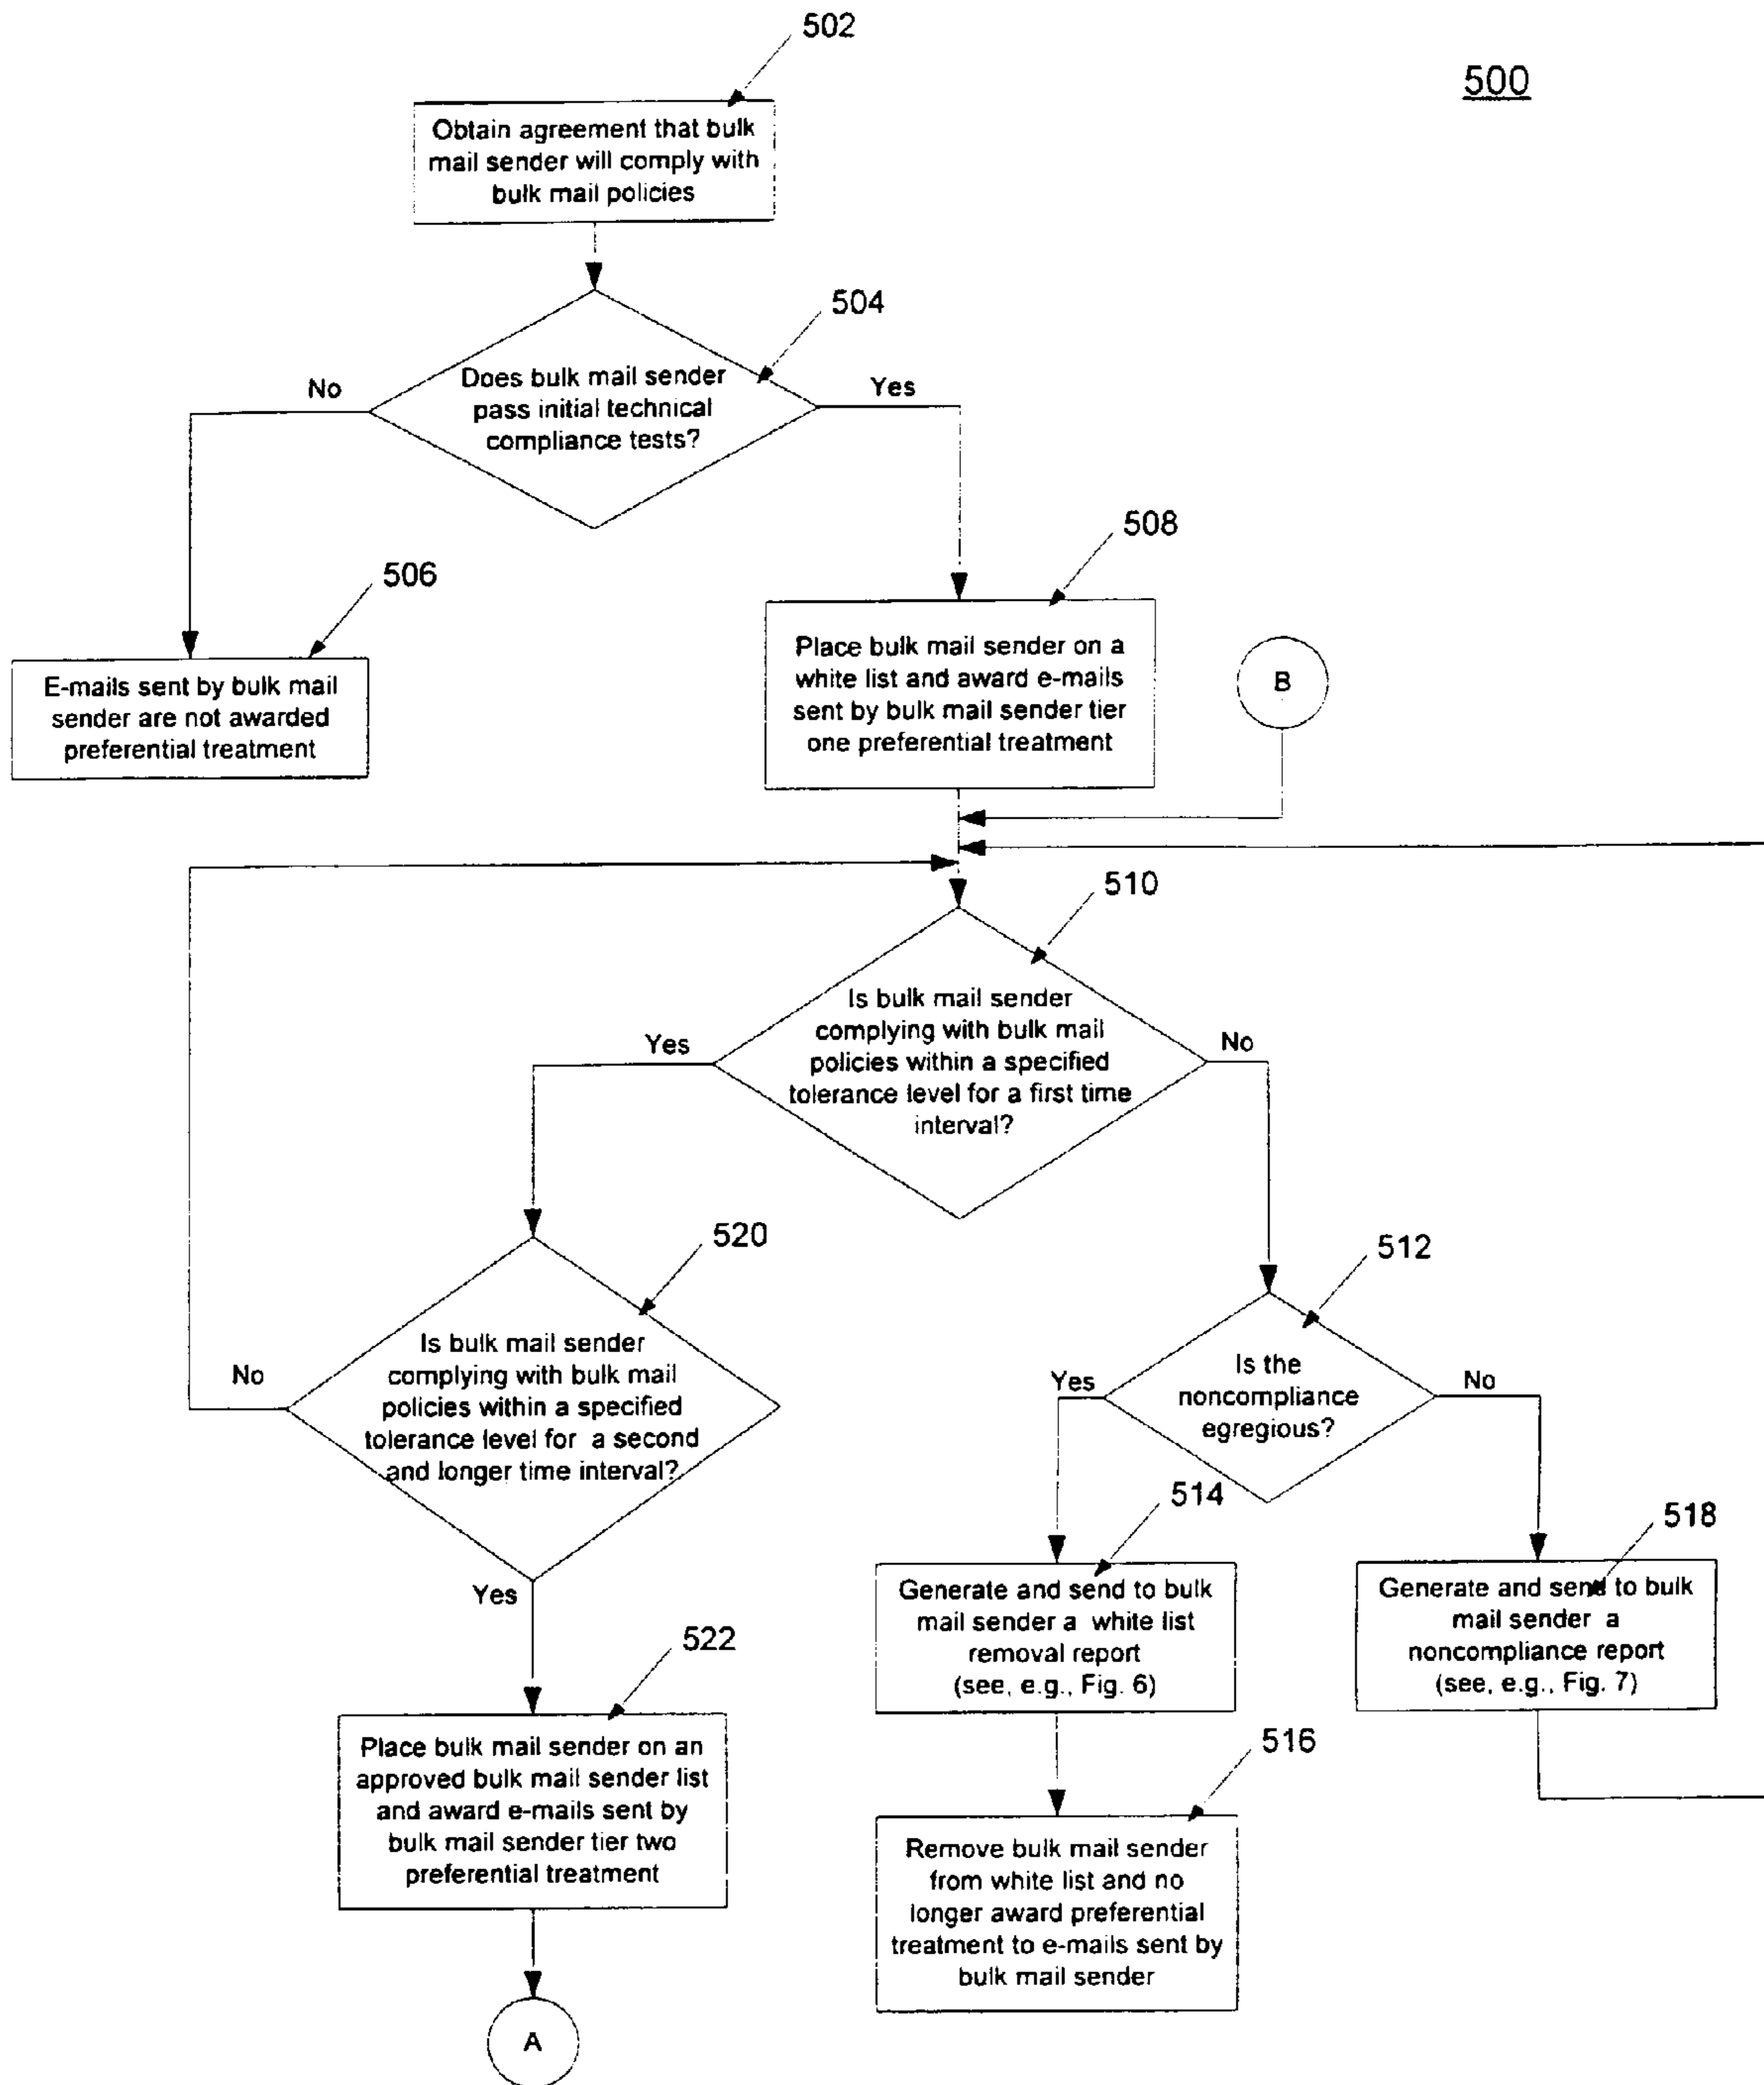 502
500
Obtain agreement that bulk
mail sender will comply with
bulk mail policies
504
No
Does bulk mail sender
pass initial technical
compliance tests?
Yes
508
506
Place bulk mail sender on a
white list and award e-mails
sent by bulk mail sender tier
one preferential treatment
B
E-mails sent by bulk mail
sender are not awarded
preferential treatment
510
Is bulk mail sender
complying with bulk mail
policies within a specified
tolerance level for a first time
interval?
Yes
No
520
512
Is bulk mail sender
complying with bulk mail
policies within a specified
tolerance level for a second
and longer time interval?
No
Is the
noncompliance
egregious?
Yes
No
514
518
Yes
Generate and send to bulk
mail sender a white list
removal report
(see, e.g., Fig. 6)
Generate and send to bulk
mail sender a
noncompliance report
(see, e.g., Fig. 7)
522
516
Place bulk mail sender on an
approved bulk mail sender list
and award e-mails sent by
bulk mail sender tier two
preferential treatment
Remove bulk mail sender
from white list and no
longer award preferential
treatment to e-mails sent by
bulk mail sender
A